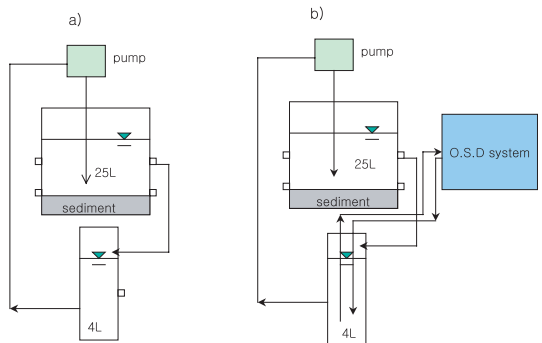 a)
pump
25L
sediment
4L
b)
pump
25L
sediment
4L
O.S.D system